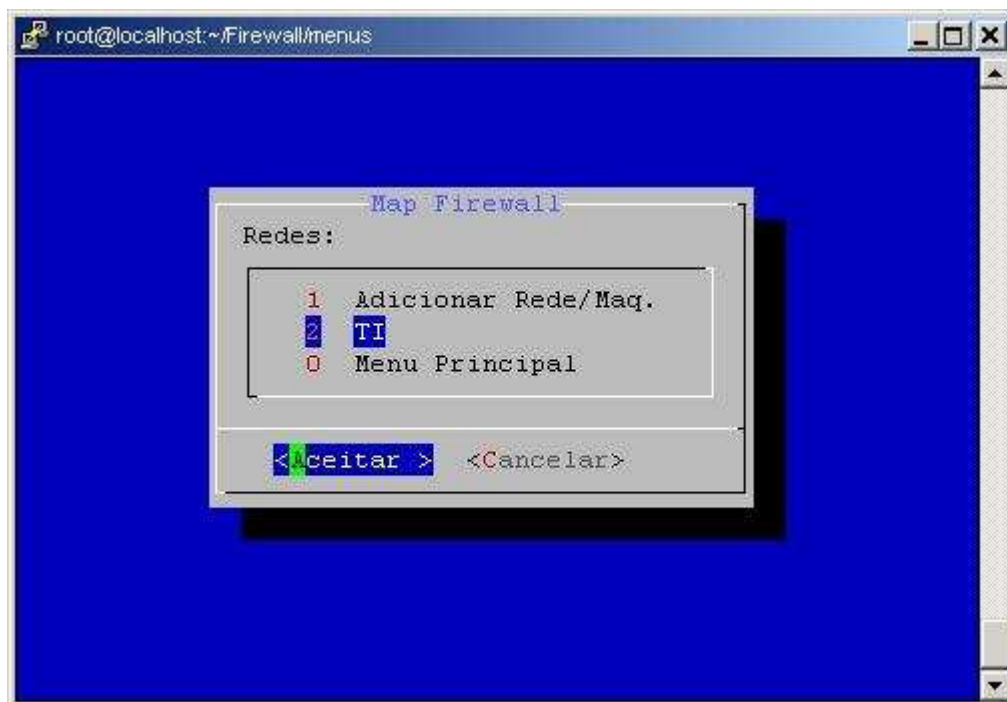 root@localhost:~/Firewall/menus
Map Firewall
Redes:
1 Adicionar Rede/Maq.
2 TI
0 Menu Principal
<Aceitar > <Cancelar>